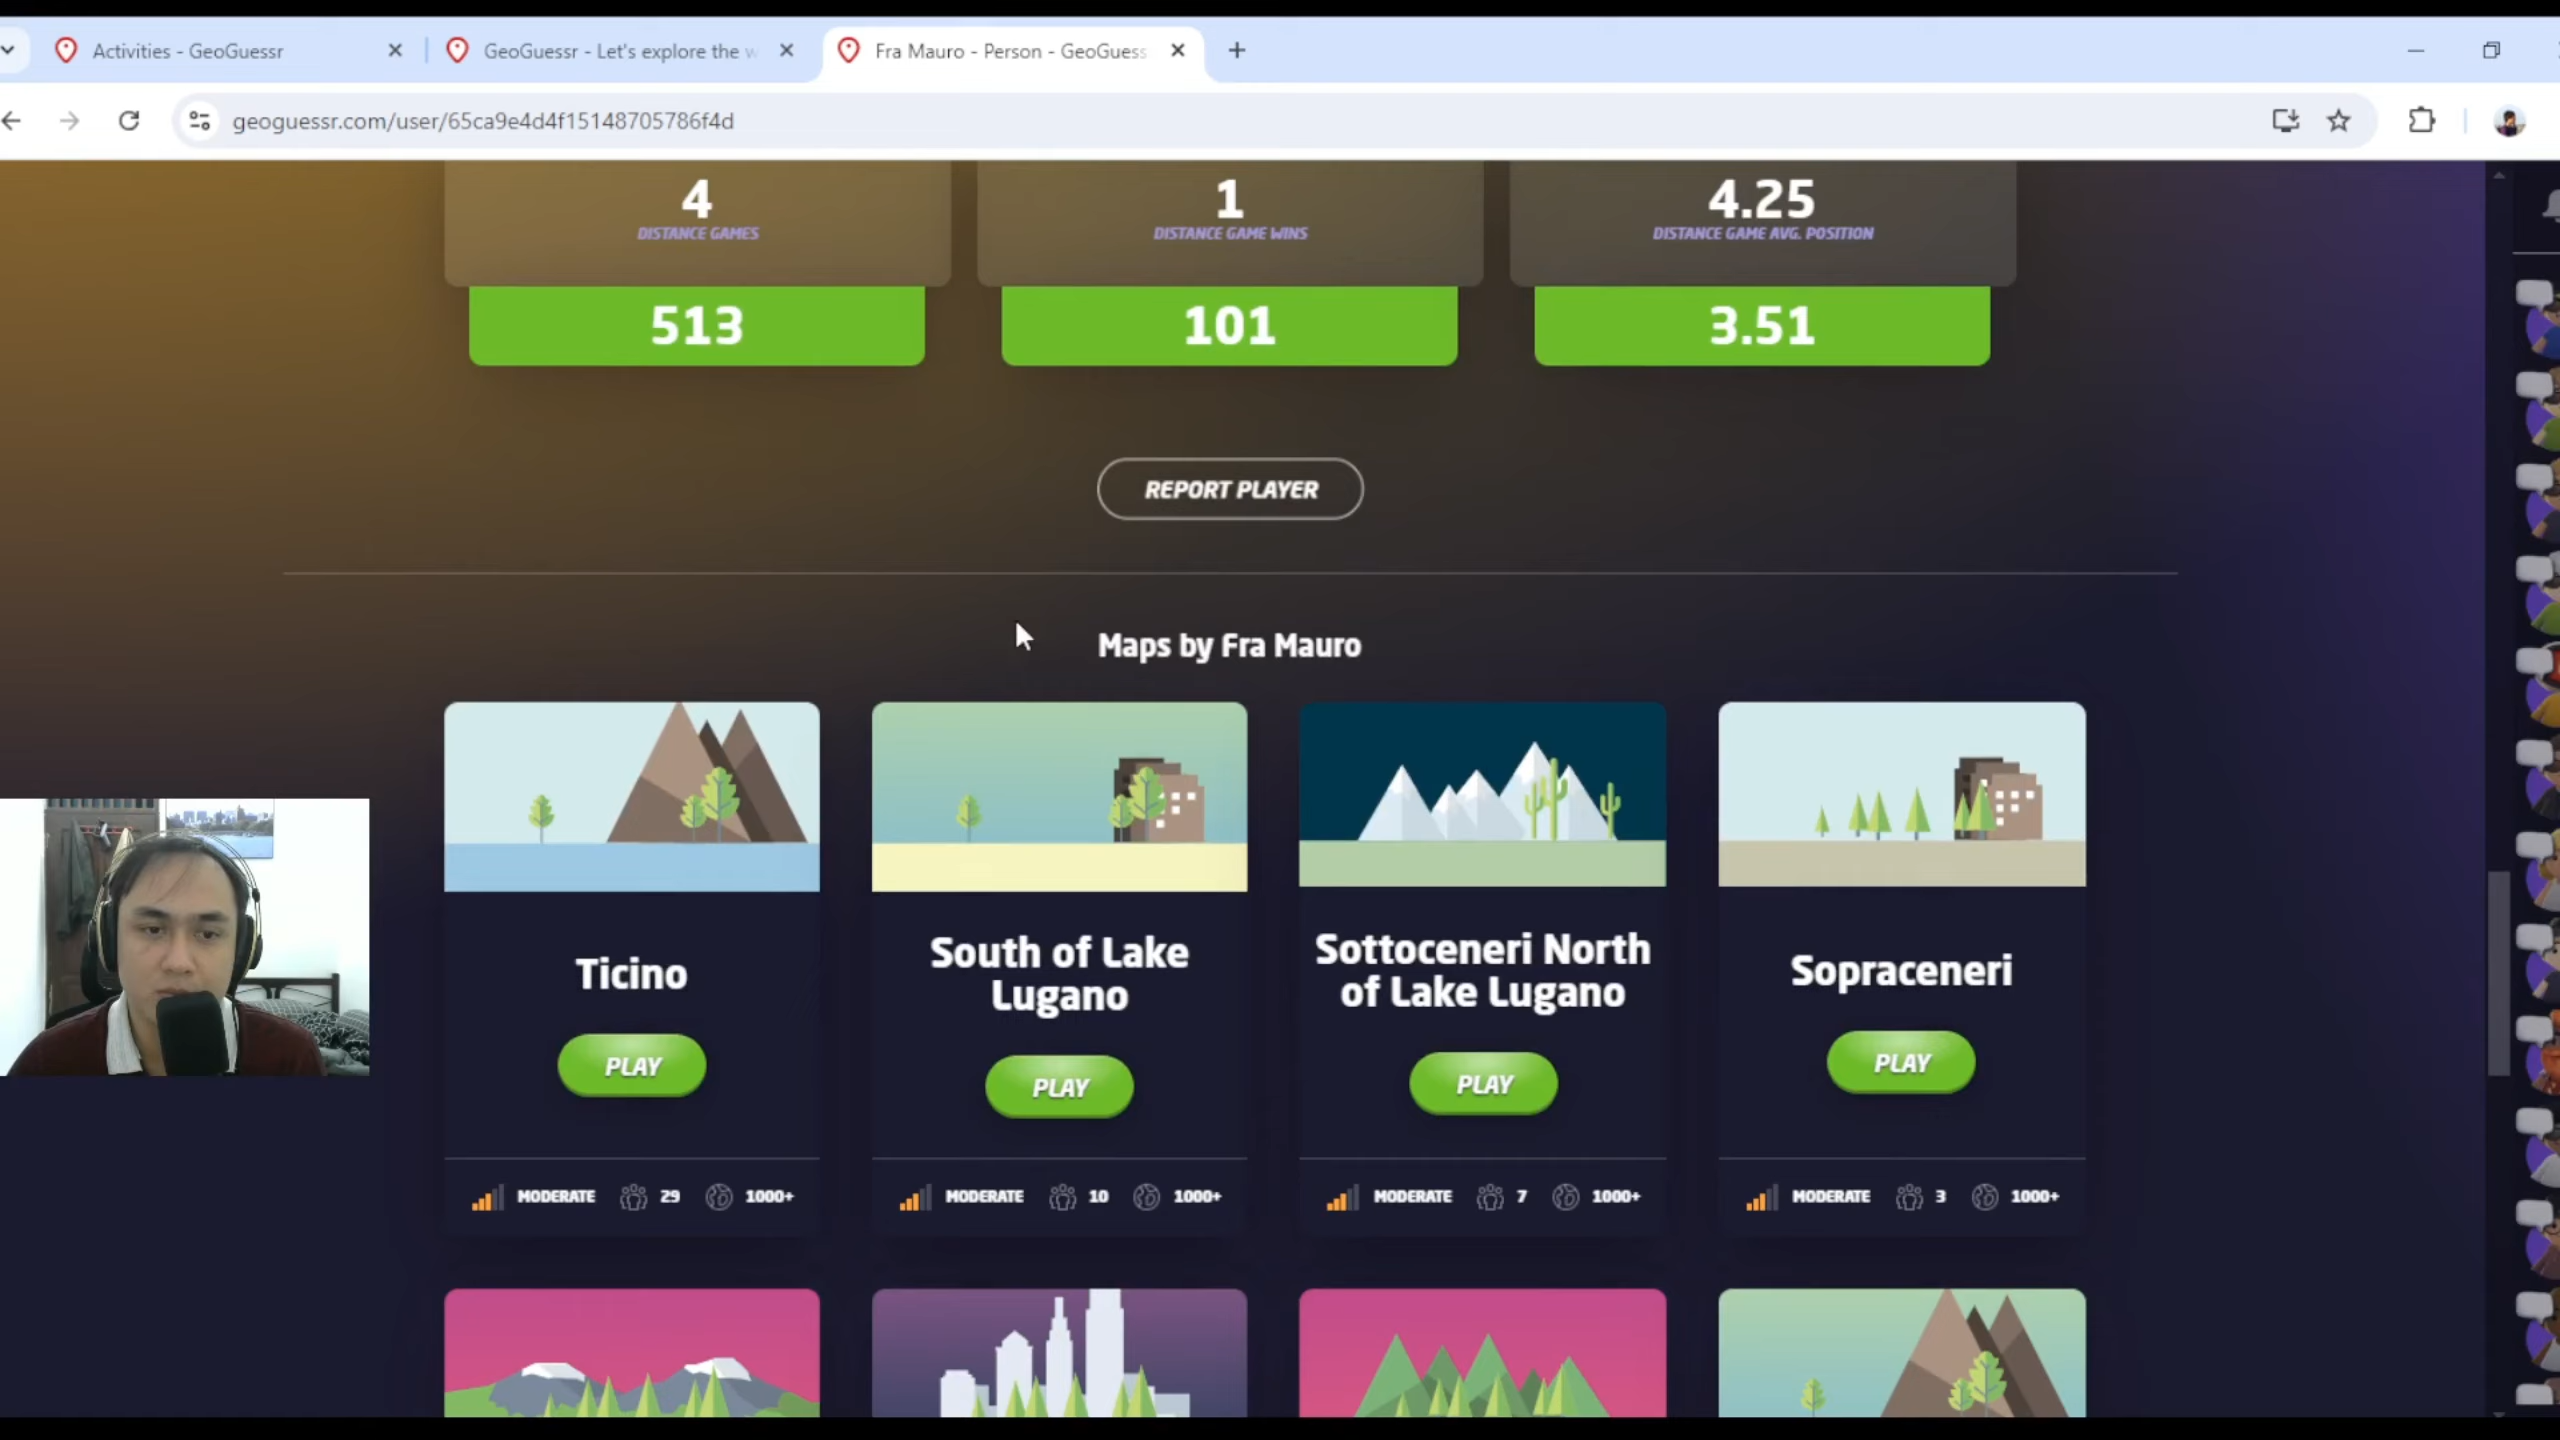 Activities - GeoGuessr
GeoGuessr - Let's explore the w
Fra Mauro - Person - GeoGuess
geoguessr.com/user/65ca9e4d4f15148705786f4d
4
DISTANCE GAMES
513
1
DISTANCE GAME WINS
101
4.25
DISTANCE GAME AVG. POSITION
3.51
REPORT PLAYER
Maps by Fra Mauro
Ticino
PLAY
MODERATE 29 1000+
South of Lake
Lugano
PLAY
MODERATE 10 1000+
Sottoceneri North
of Lake Lugano
PLAY
MODERATE 7 1000+
Sopraceneri
PLAY
MODERATE 3 1000+